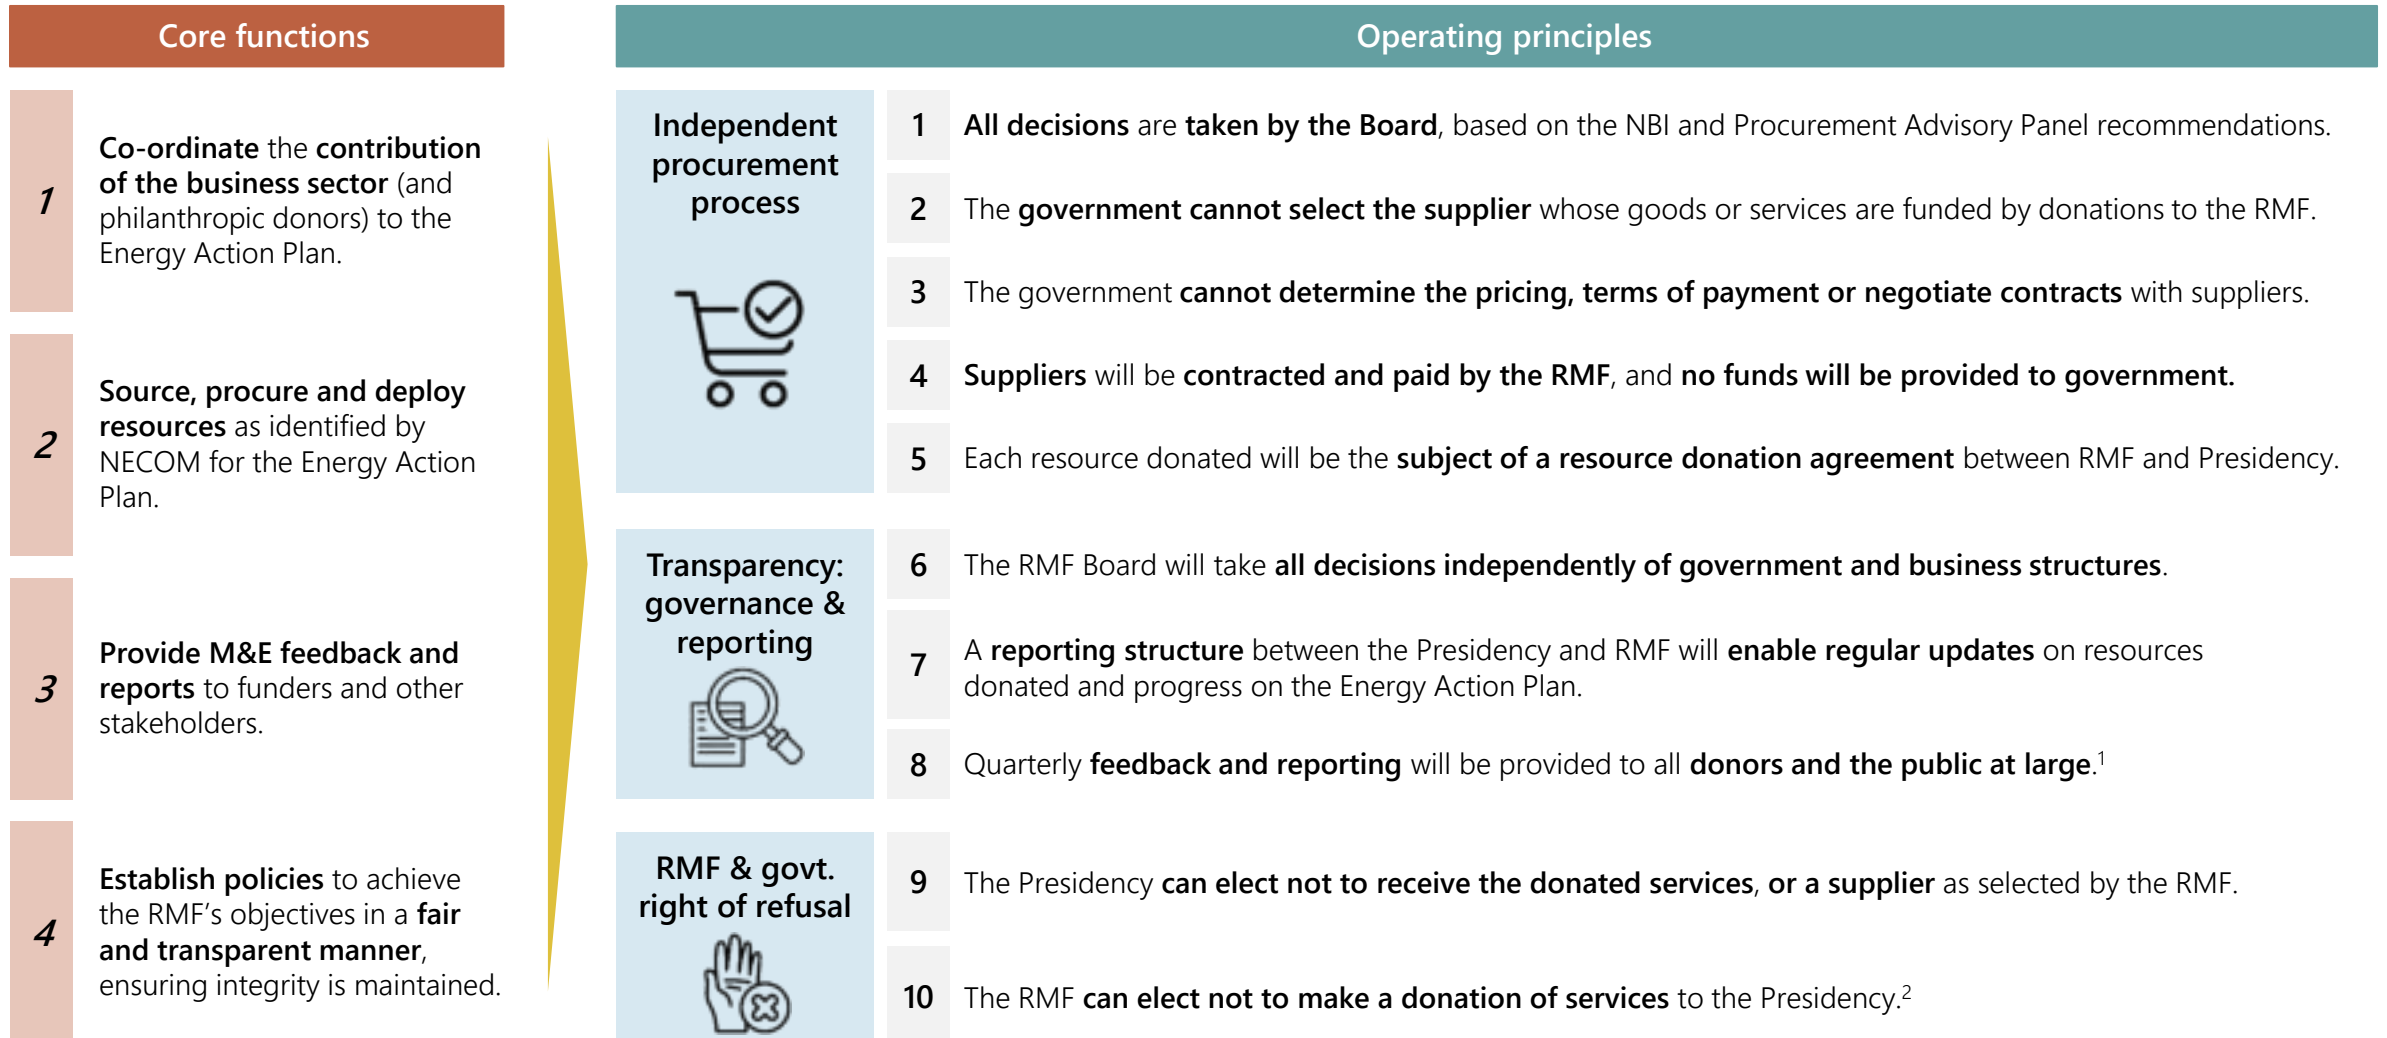 Core functions
1
Co-ordinate the contribution
of the business sector (and
philanthropic donors) to the
Energy Action Plan.
2
Source, procure and deploy
resources as identified by
NECOM for the Energy Action
Plan.
3
Provide M&E feedback and
reports to funders and other
stakeholders.
4
Establish policies to achieve
the RMF's objectives in a fair
and transparent manner,
ensuring integrity is maintained.
Operating principles
Independent
procurement
process
1 All decisions are taken by the Board, based on the NBI and Procurement Advisory Panel recommendations.
2 The government cannot select the supplier whose goods or services are funded by donations to the RMF.
3 The government cannot determine the pricing, terms of payment or negotiate contracts with suppliers.
4 Suppliers will be contracted and paid by the RMF, and no funds will be provided to government.
5 Each resource donated will be the subject of a resource donation agreement between RMF and Presidency.
Transparency:
governance &
reporting
6 The RMF Board will take all decisions independently of government and business structures.
7 A reporting structure between the Presidency and RMF will enable regular updates on resources
donated and progress on the Energy Action Plan.
8 Quarterly feedback and reporting will be provided to all donors and the public at large.¹
RMF & govt.
right of refusal
9 The Presidency can elect not to receive the donated services, or a supplier as selected by the RMF.
10 The RMF can elect not to make a donation of services to the Presidency.²